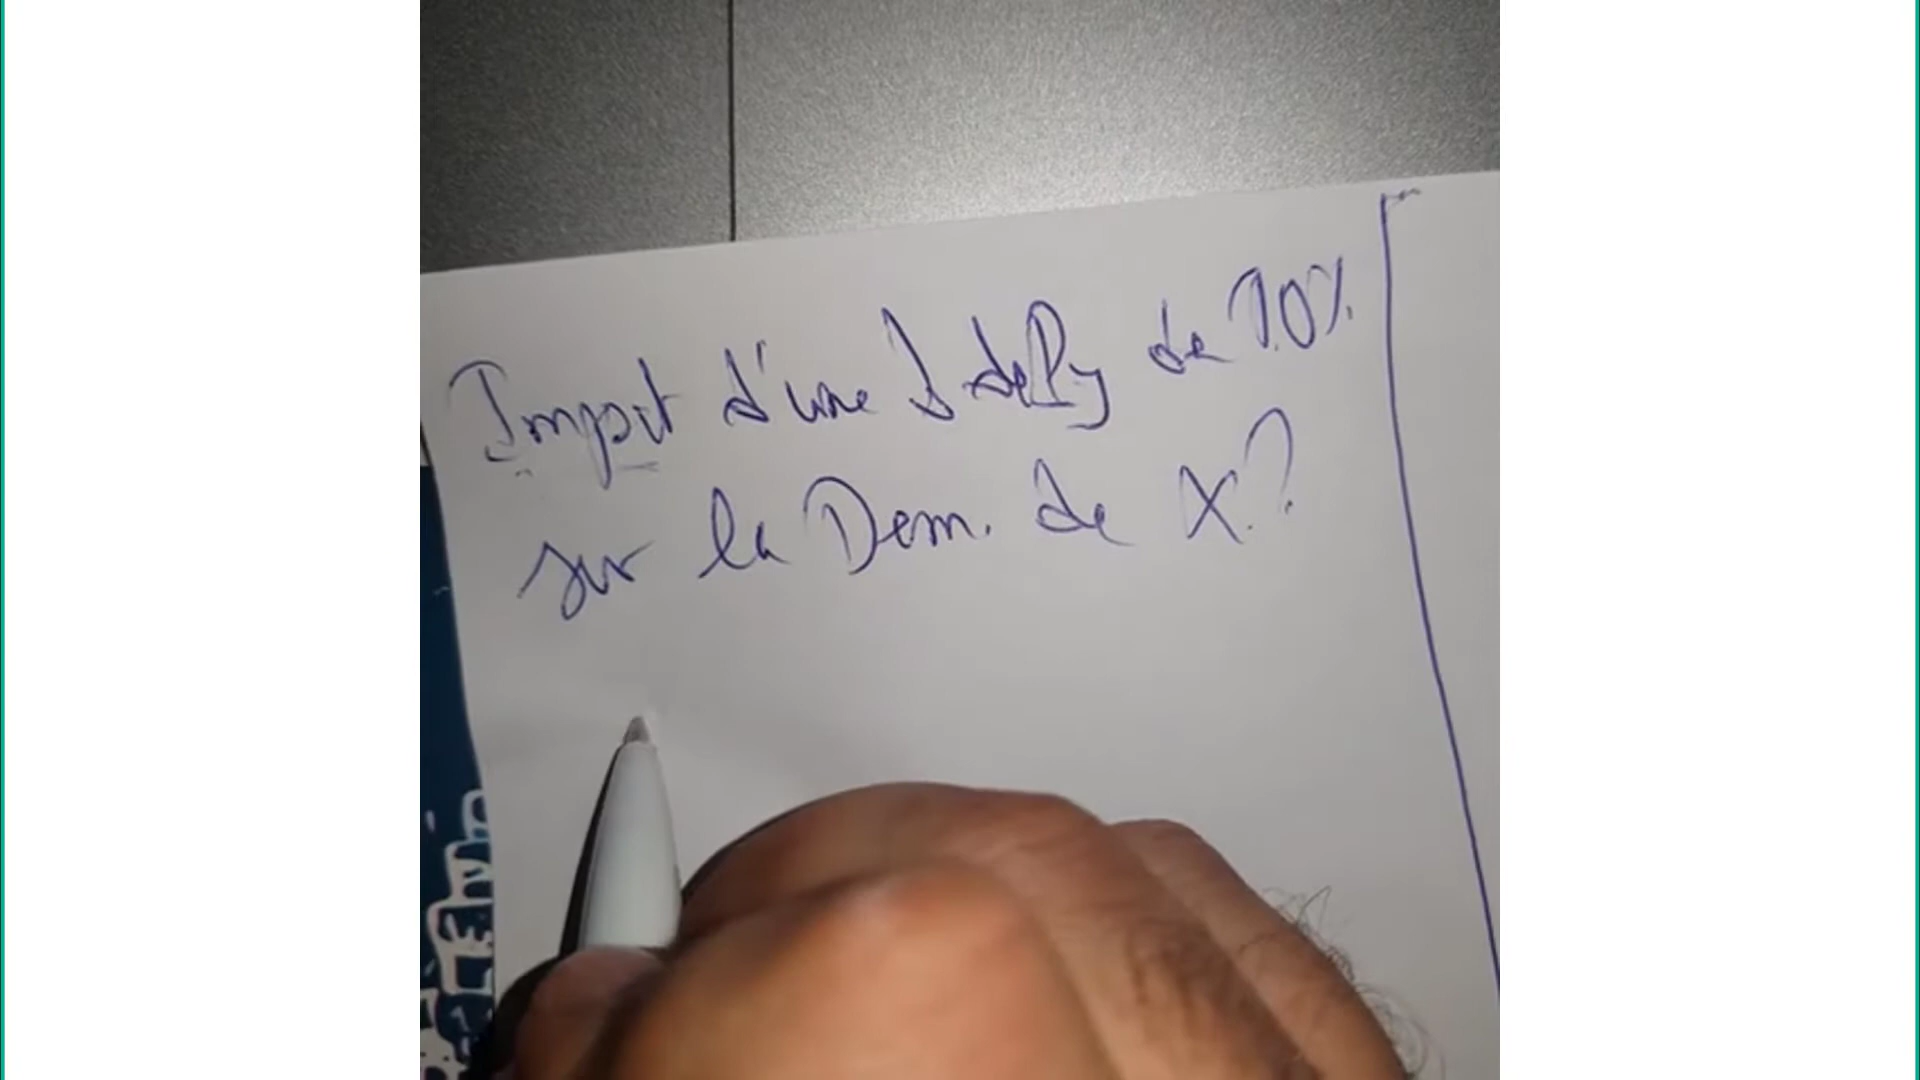 Impact d'une ↓ de Py de 10%
sur la Dem. de X?